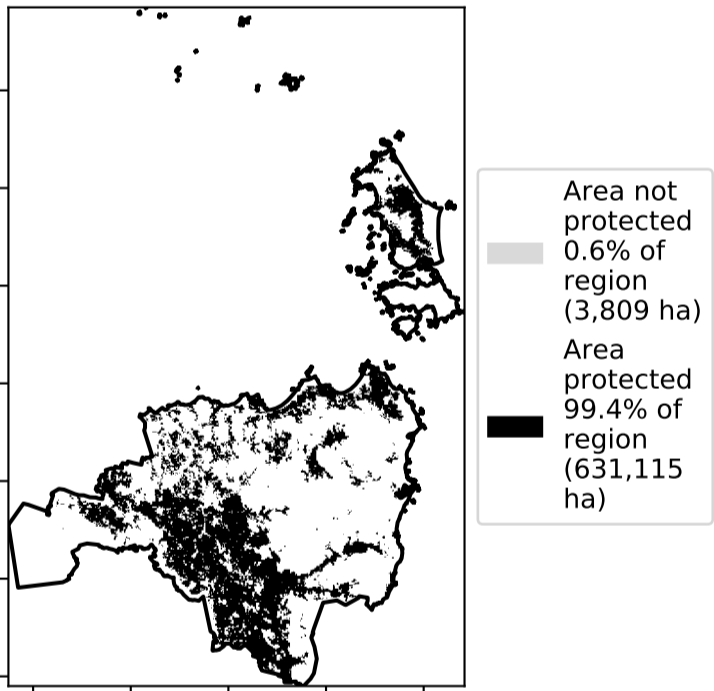 Area not
protected
0.6% of
region
(3,809 ha)
Area
protected
99.4% of
region
(631,115
ha)